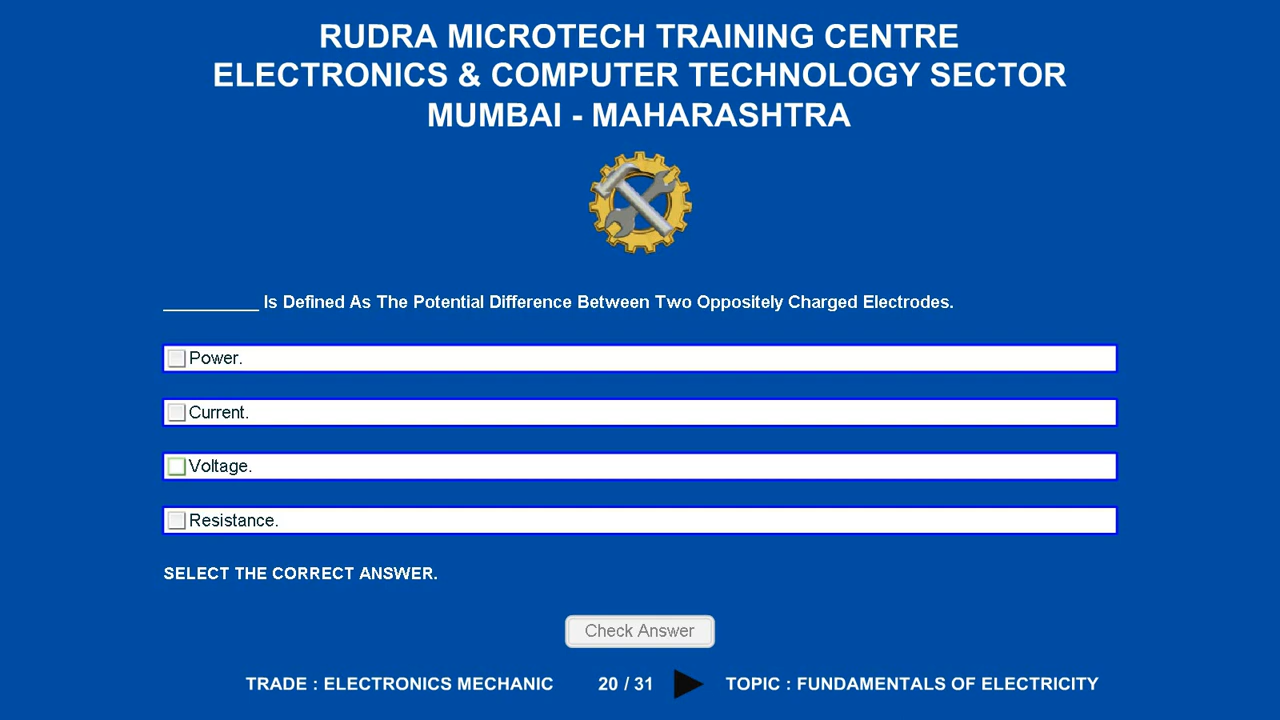 RUDRA MICROTECH TRAINING CENTRE
ELECTRONICS & COMPUTER TECHNOLOGY SECTOR
MUMBAI - MAHARASHTRA
__________ Is Defined As The Potential Difference Between Two Oppositely Charged Electrodes.
Power.
Current.
Voltage.
Resistance.
SELECT THE CORRECT ANSWER.
Check Answer
TRADE : ELECTRONICS MECHANIC 20 / 31 TOPIC : FUNDAMENTALS OF ELECTRICITY